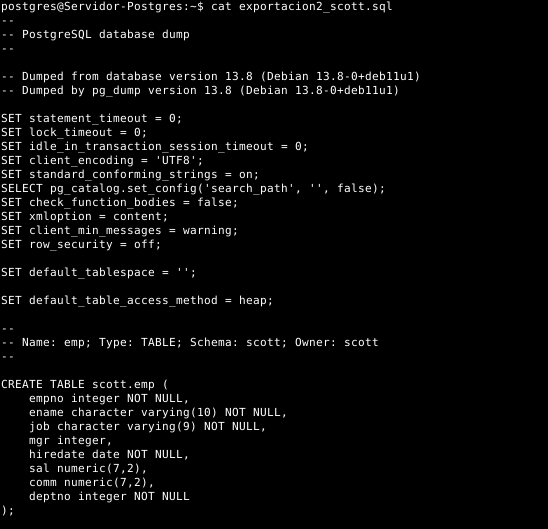 postgres@Servidor-Postgres:~$ cat exportacion2_scott.sql
--
-- PostgreSQL database dump
--
-- Dumped from database version 13.8 (Debian 13.8-0+deb11u1)
-- Dumped by pg_dump version 13.8 (Debian 13.8-0+deb11u1)
SET statement_timeout = 0;
SET lock_timeout = 0;
SET idle_in_transaction_session_timeout = 0;
SET client_encoding = 'UTF8';
SET standard_conforming_strings = on;
SELECT pg_catalog.set_config('search_path', '', false);
SET check_function_bodies = false;
SET xmloption = content;
SET client_min_messages = warning;
SET row_security = off;
SET default_tablespace = '';
SET default_table_access_method = heap;
--
-- Name: emp; Type: TABLE; Schema: scott; Owner: scott
--
CREATE TABLE scott.emp (
    empno integer NOT NULL,
    ename character varying(10) NOT NULL,
    job character varying(9) NOT NULL,
    mgr integer,
    hiredate date NOT NULL,
    sal numeric(7,2),
    comm numeric(7,2),
    deptno integer NOT NULL
);